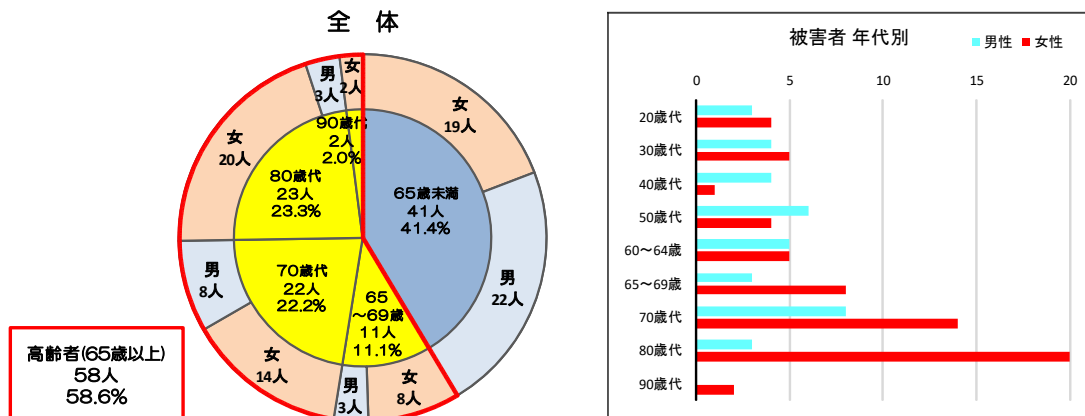 全 体
女
2人
男
3人
女
19人
90歳代
2人
2.0%
女
20人
80歳代
23人
23.3%
65歳未満
41人
41.4%
男
22人
男
8人
70歳代
22人
22.2%
65
～69歳
11人
11.1%
女
14人
男
3人
女
8人
高齢者(65歳以上)
58人
58.6%
被害者 年代別
男性 女性
0 5 10 15 20
20歳代
30歳代
40歳代
50歳代
60～64歳
65～69歳
70歳代
80歳代
90歳代